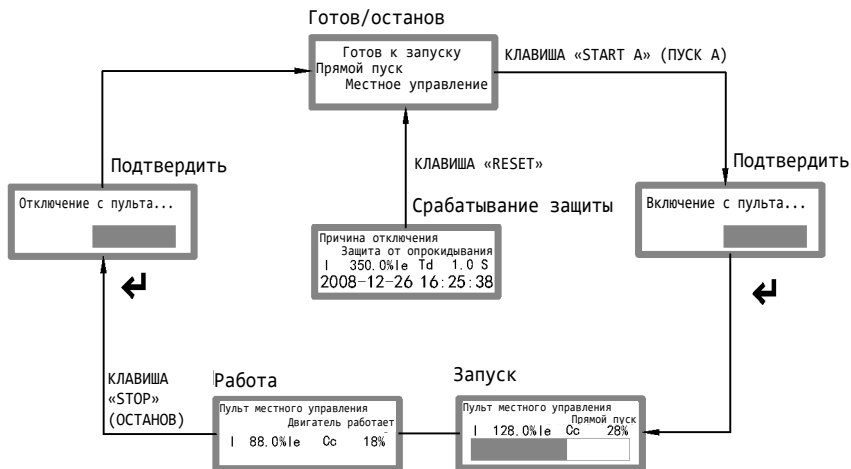 Готов/останов
Готов к запуску
Прямой пуск
Местное управление
КЛАВИША «START A» (ПУСК А)
КЛАВИША «RESET»
Подтвердить
Отключение с пульта...
Срабатывание защиты
Причина отключения
Защита от опрокидывания
I 350.0%Ie Td 1.0 S
2008-12-26 16:25:38
Подтвердить
Включение с пульта...
КЛАВИША
«STOP»
(ОСТАНОВ)
Работа
Пульт местного управления
Двигатель работает
I 88.0%Ie Cc 18%
Запуск
Пульт местного управления
Прямой пуск
I 128.0%Ie Cc 28%